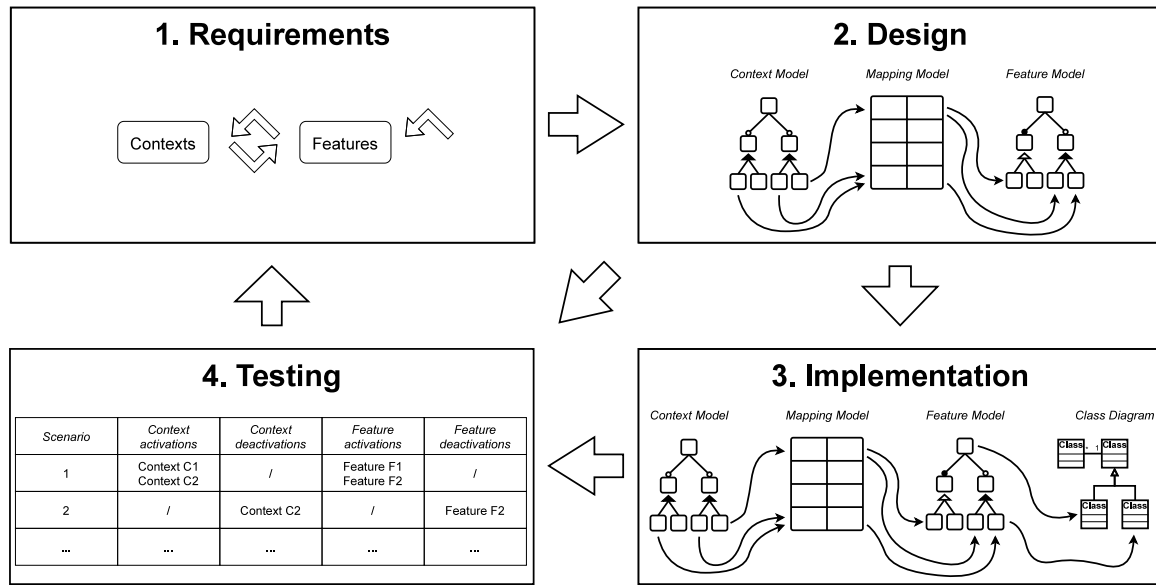 1. Requirements
Contexts
Features
2. Design
Context Model
Mapping Model
Feature Model
4. Testing
Scenario
Context
activations
Context
deactivations
Feature
activations
Feature
deactivations
1
Context C1
Context C2
/
Feature F1
Feature F2
/
2
/
Context C2
/
Feature F2
...
...
...
...
...
3. Implementation
Context Model
Mapping Model
Feature Model
Class Diagram
Class
*
1
Class
Class
Class